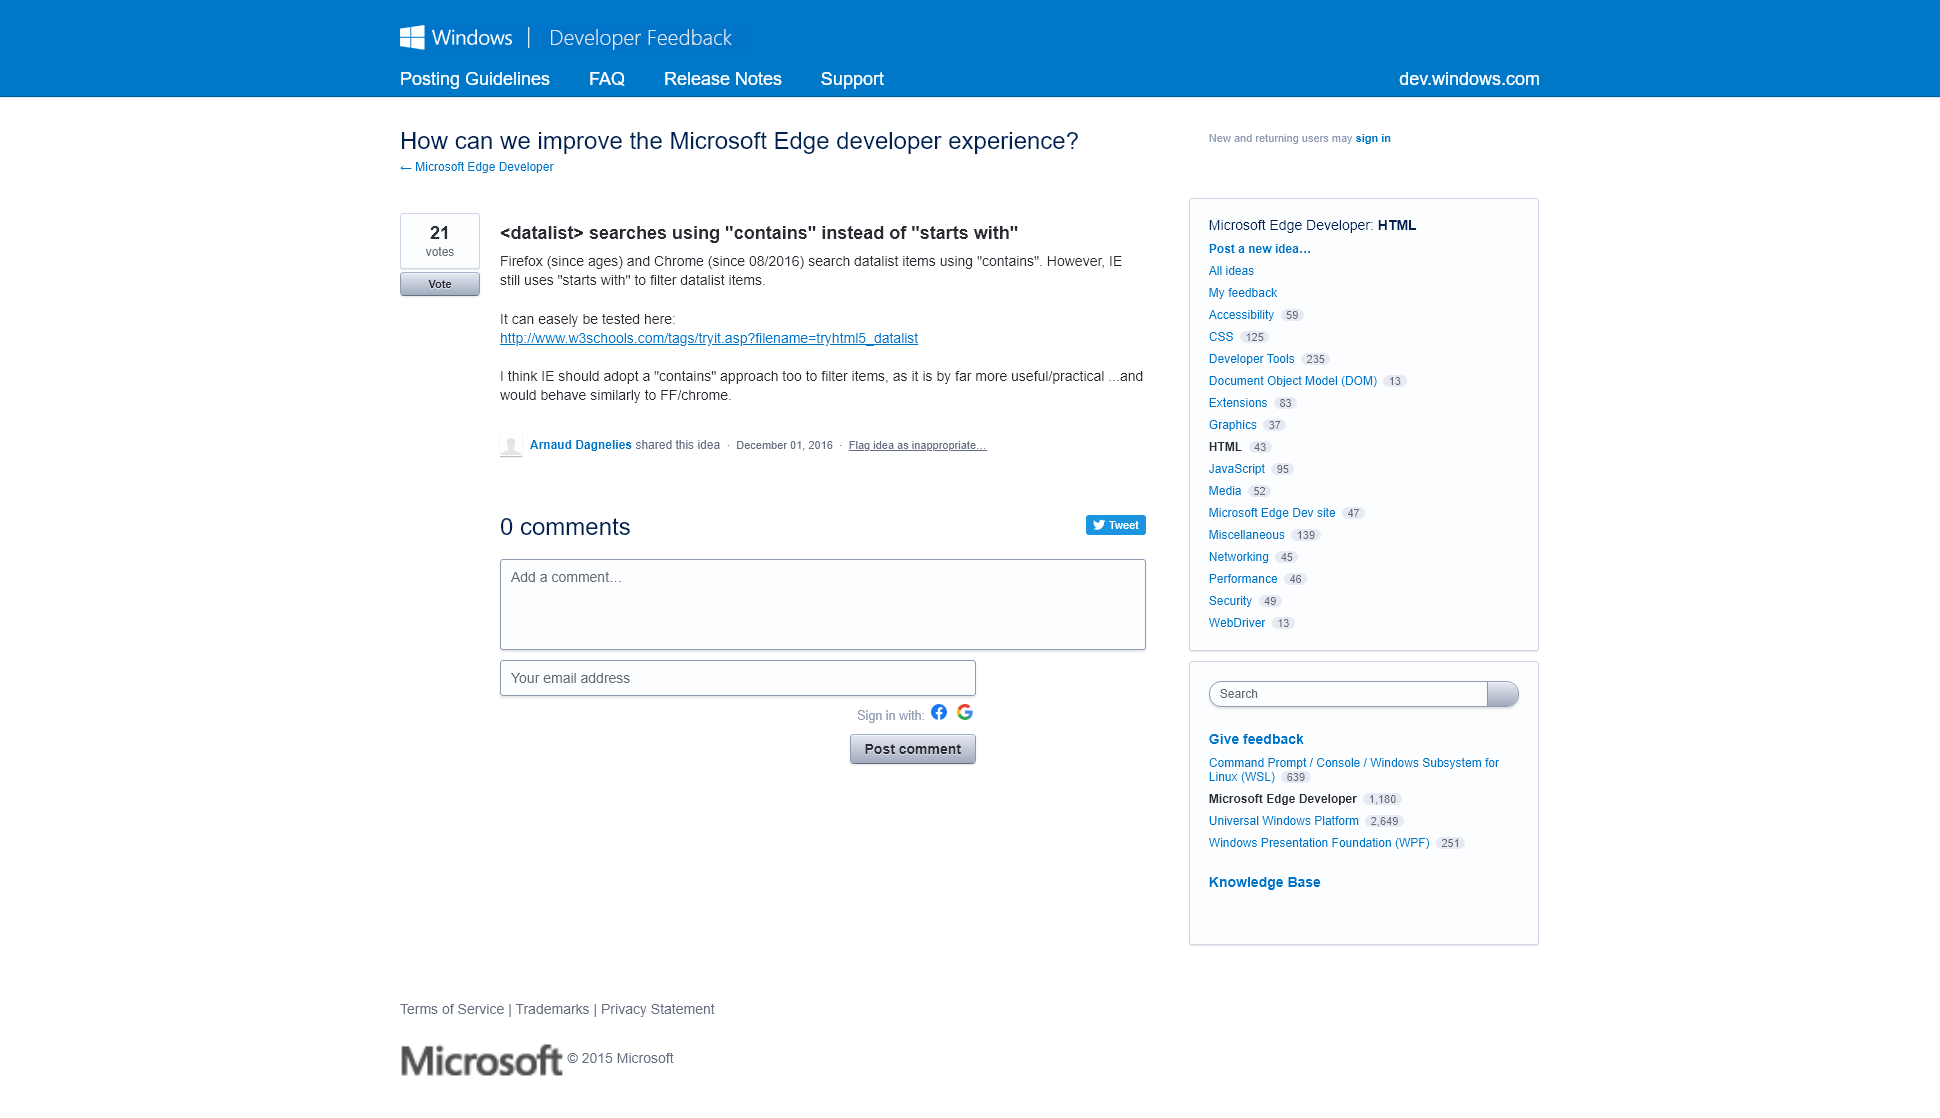 Windows | Developer Feedback
Posting Guidelines FAQ Release Notes Support dev.windows.com
How can we improve the Microsoft Edge developer experience?
← Microsoft Edge Developer
New and returning users may sign in
21
votes
Vote
<datalist> searches using "contains" instead of "starts with"
Firefox (since ages) and Chrome (since 08/2016) search datalist items using "contains". However, IE
still uses "starts with" to filter datalist items.
It can easely be tested here:
http://www.w3schools.com/tags/tryit.asp?filename=tryhtml5_datalist
I think IE should adopt a "contains" approach too to filter items, as it is by far more useful/practical ...and
would behave similarly to FF/chrome.
Arnaud Dagnelies shared this idea · December 01, 2016 · Flag idea as inappropriate…
0 comments
Tweet
Add a comment…
Your email address
Sign in with:
Post comment
Microsoft Edge Developer: HTML
Post a new idea…
All ideas
My feedback
Accessibility 59
CSS 125
Developer Tools 235
Document Object Model (DOM) 13
Extensions 83
Graphics 37
HTML 43
JavaScript 95
Media 52
Microsoft Edge Dev site 47
Miscellaneous 139
Networking 45
Performance 46
Security 49
WebDriver 13
Search
Give feedback
Command Prompt / Console / Windows Subsystem for
Linux (WSL) 639
Microsoft Edge Developer 1,180
Universal Windows Platform 2,649
Windows Presentation Foundation (WPF) 251
Knowledge Base
Terms of Service | Trademarks | Privacy Statement
Microsoft © 2015 Microsoft